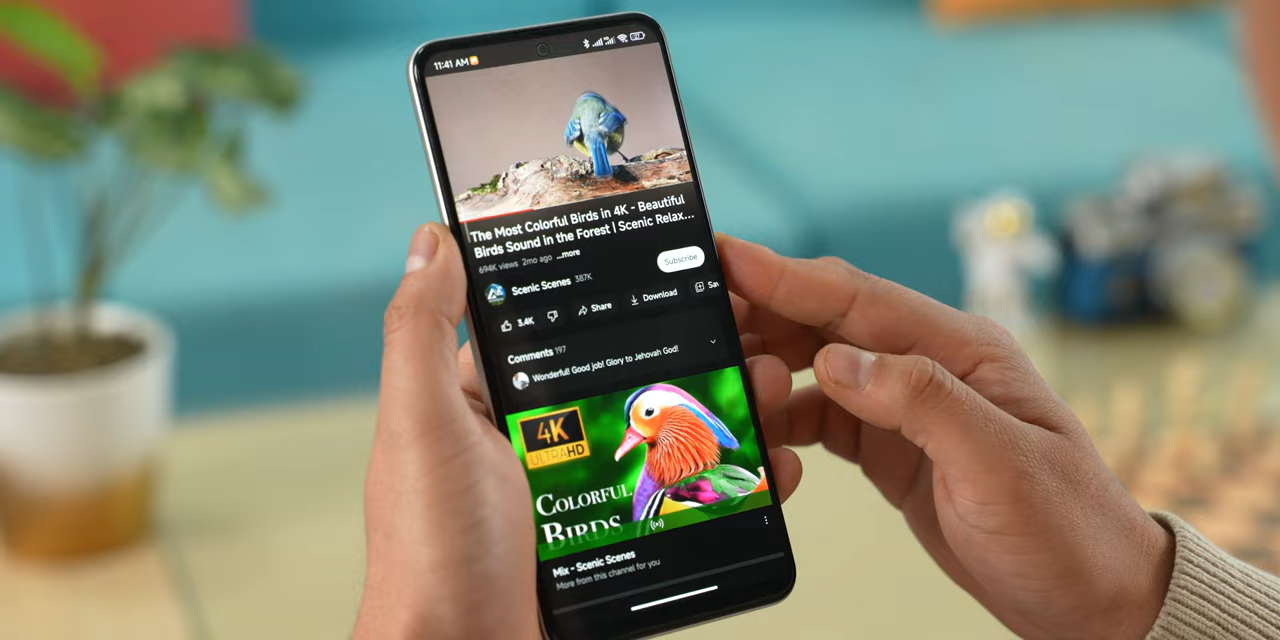 11:41 AM
The Most Colorful Birds in 4K - Beautiful
Birds Sound in the Forest | Scenic Relax...
694K views 2mo ago ...more
Scenic Scenes 387K
Subscribe
3.4K
Share
Download
Sav
Comments 197
Wonderful! Good job! Glory to Jehovah God!
4K
ULTRAHD
COLORFUL
BIRDS
Mix - Scenic Scenes
More from this channel for you